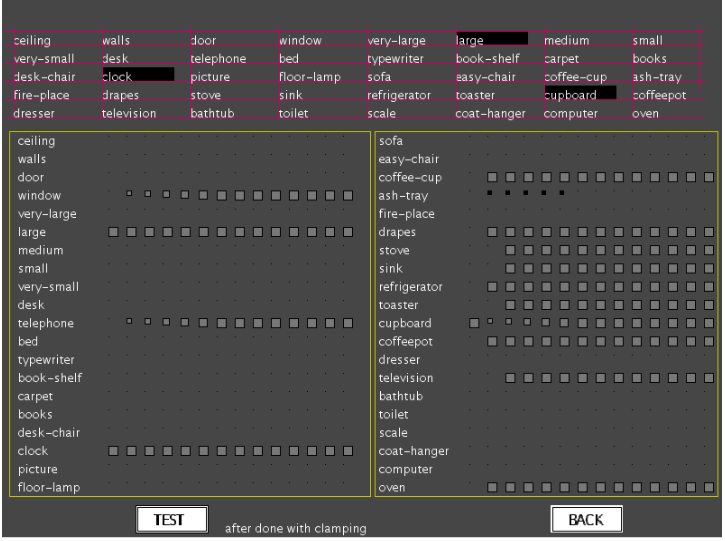 ceiling walls door window very-large large medium small
very-small desk telephone bed typewriter book-shelf carpet books
desk-chair clock picture floor-lamp sofa easy-chair coffee-cup ash-tray
fire-place drapes stove sink refrigerator toaster cupboard coffeepot
dresser television bathtub toilet scale coat-hanger computer oven
ceiling
walls
door
window
very-large
large
medium
small
very-small
desk
telephone
bed
typewriter
book-shelf
carpet
books
desk-chair
clock
picture
floor-lamp
sofa
easy-chair
coffee-cup
ash-tray
fire-place
drapes
stove
sink
refrigerator
toaster
cupboard
coffeepot
dresser
television
bathtub
toilet
scale
coat-hanger
computer
oven
TEST after done with clamping BACK